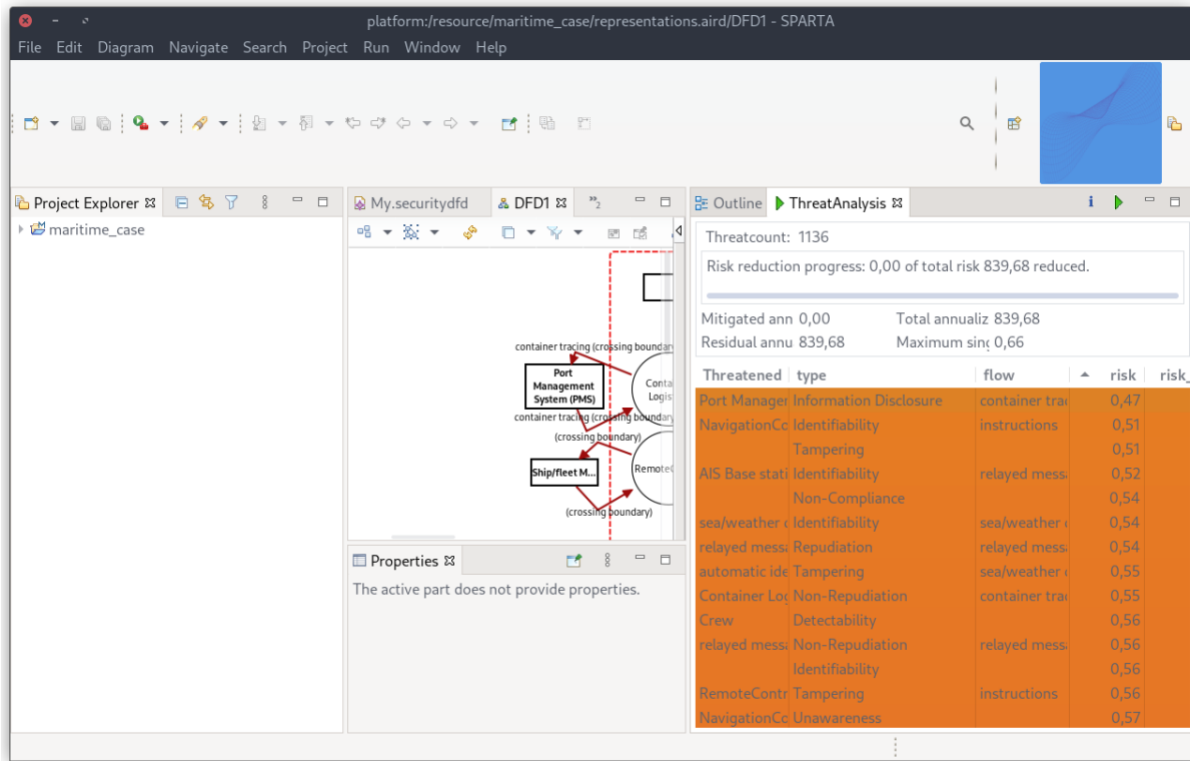 platform:/resource/maritime_case/representations.aird/DFD1 - SPARTA
File Edit Diagram Navigate Search Project Run Window Help
Project Explorer
maritime_case
My.securitydfd
DFD1
2
container tracing (crossing boundar
Port
Management
System (PMS)
Conta
Logis
container tracing (crossing boundary
(crossing boundary)
Ship/fleet M...
RemoteC
(crossing boundary)
Properties
The active part does not provide properties.
Outline
ThreatAnalysis
Threatcount: 1136
Risk reduction progress: 0,00 of total risk 839,68 reduced.
Mitigated ann 0,00 Total annualiz 839,68
Residual annu 839,68 Maximum sing 0,66
Threatened type flow risk risk_
Port Manager Information Disclosure container trac 0,47
NavigationCo Identifiability instructions 0,51
Tampering 0,51
AIS Base stati Identifiability relayed messa 0,52
Non-Compliance 0,54
sea/weather d Identifiability sea/weather d 0,54
relayed messa Repudiation relayed messa 0,54
automatic ide Tampering sea/weather d 0,55
Container Log Non-Repudiation container trac 0,55
Crew Detectability 0,56
relayed messa Non-Repudiation relayed messa 0,56
Identifiability 0,56
RemoteContr Tampering instructions 0,56
NavigationCo Unawareness 0,57